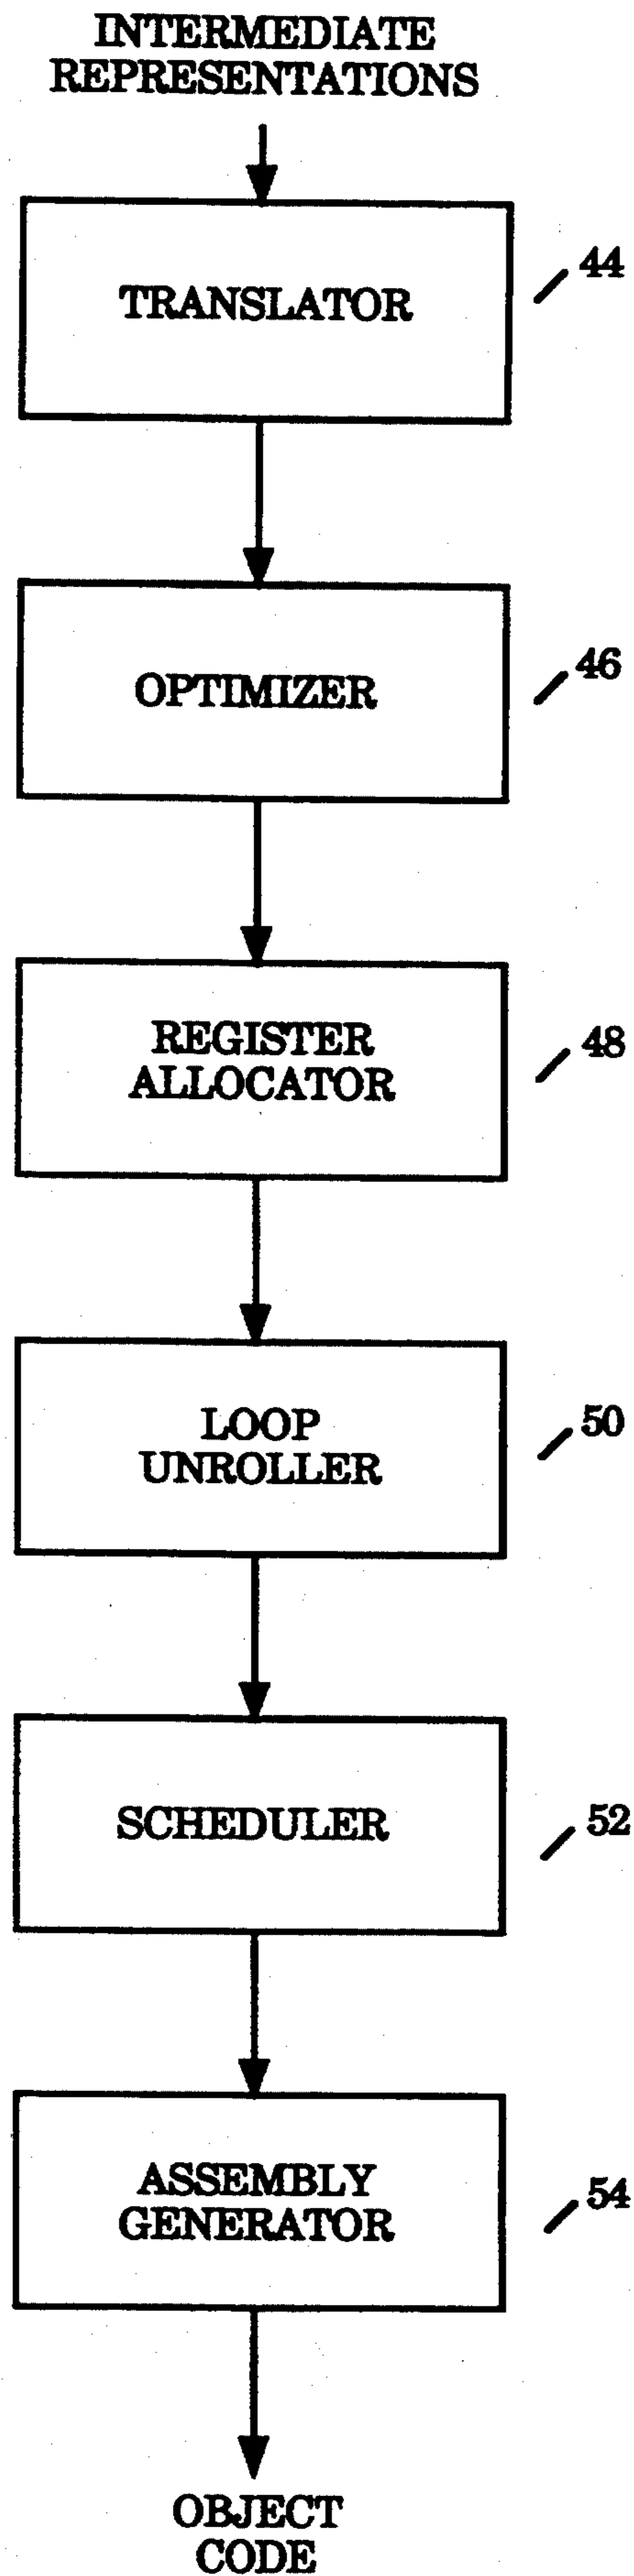 INTERMEDIATE
REPRESENTATIONS
TRANSLATOR
44
OPTIMIZER
46
REGISTER
ALLOCATOR
48
LOOP
UNROLLER
50
SCHEDULER
52
ASSEMBLY
GENERATOR
54
OBJECT
CODE